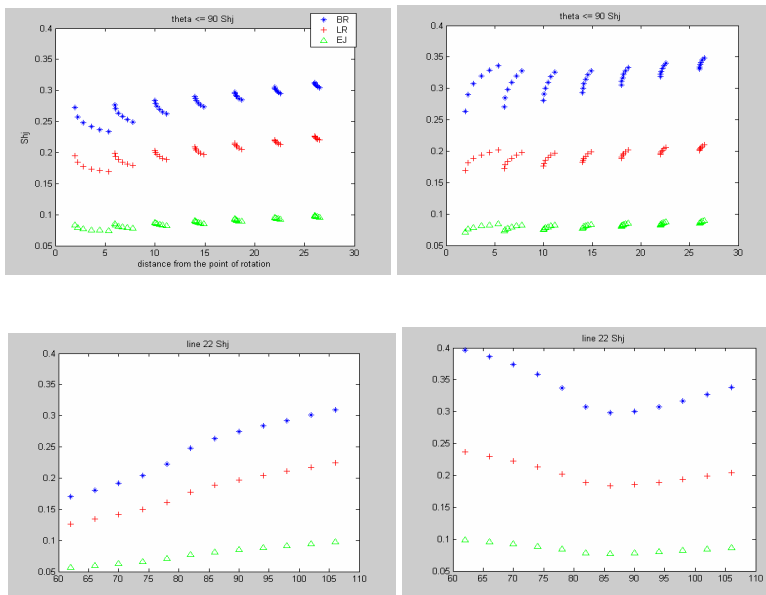 theta <= 90 Shj
BR
LR
EJ
0.4
0.35
0.3
0.25
0.2
0.15
0.1
0.05
Shj
0 5 10 15 20 25 30
distance from the point of rotation
theta <= 90 Shj
0.4
0.35
0.3
0.25
0.2
0.15
0.1
0.05
0 5 10 15 20 25 30
line 22 Shj
0.4
0.35
0.3
0.25
0.2
0.15
0.1
0.05
60 65 70 75 80 85 90 95 100 105 110
line 22 Shj
0.4
0.35
0.3
0.25
0.2
0.15
0.1
0.05
60 65 70 75 80 85 90 95 100 105 110